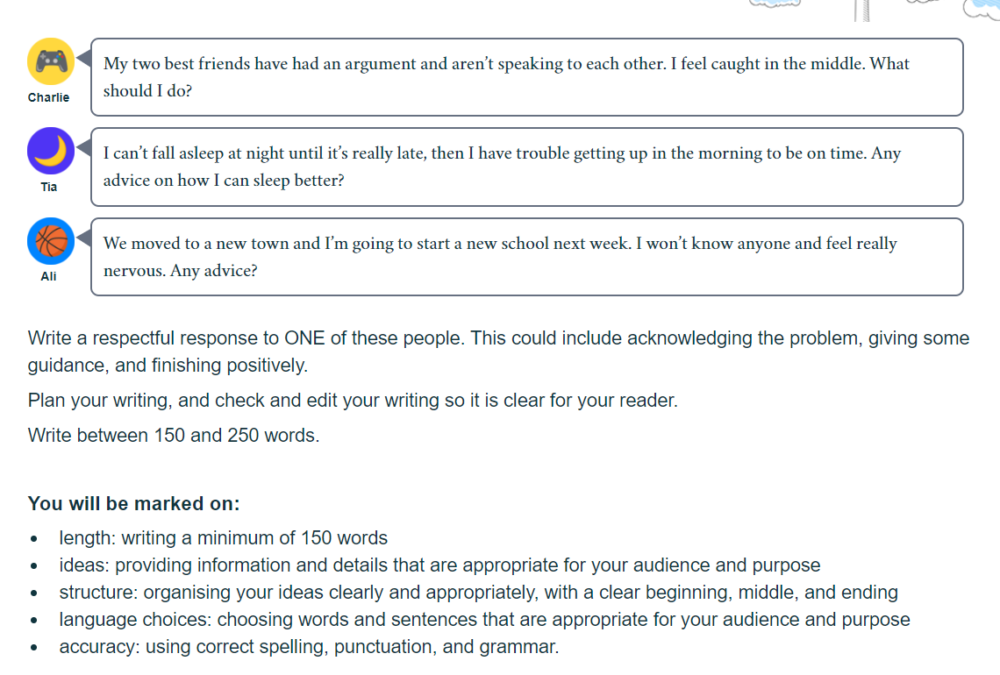 My two best friends have had an argument and aren’t speaking to each other. I feel caught in the middle. What
should I do?
Charlie
I can’t fall asleep at night until it’s really late, then I have trouble getting up in the morning to be on time. Any
advice on how I can sleep better?
Tia
We moved to a new town and I’m going to start a new school next week. I won’t know anyone and feel really
nervous. Any advice?
Ali
Write a respectful response to ONE of these people. This could include acknowledging the problem, giving some
guidance, and finishing positively.
Plan your writing, and check and edit your writing so it is clear for your reader.
Write between 150 and 250 words.
You will be marked on:
• length: writing a minimum of 150 words
• ideas: providing information and details that are appropriate for your audience and purpose
• structure: organising your ideas clearly and appropriately, with a clear beginning, middle, and ending
• language choices: choosing words and sentences that are appropriate for your audience and purpose
• accuracy: using correct spelling, punctuation, and grammar.